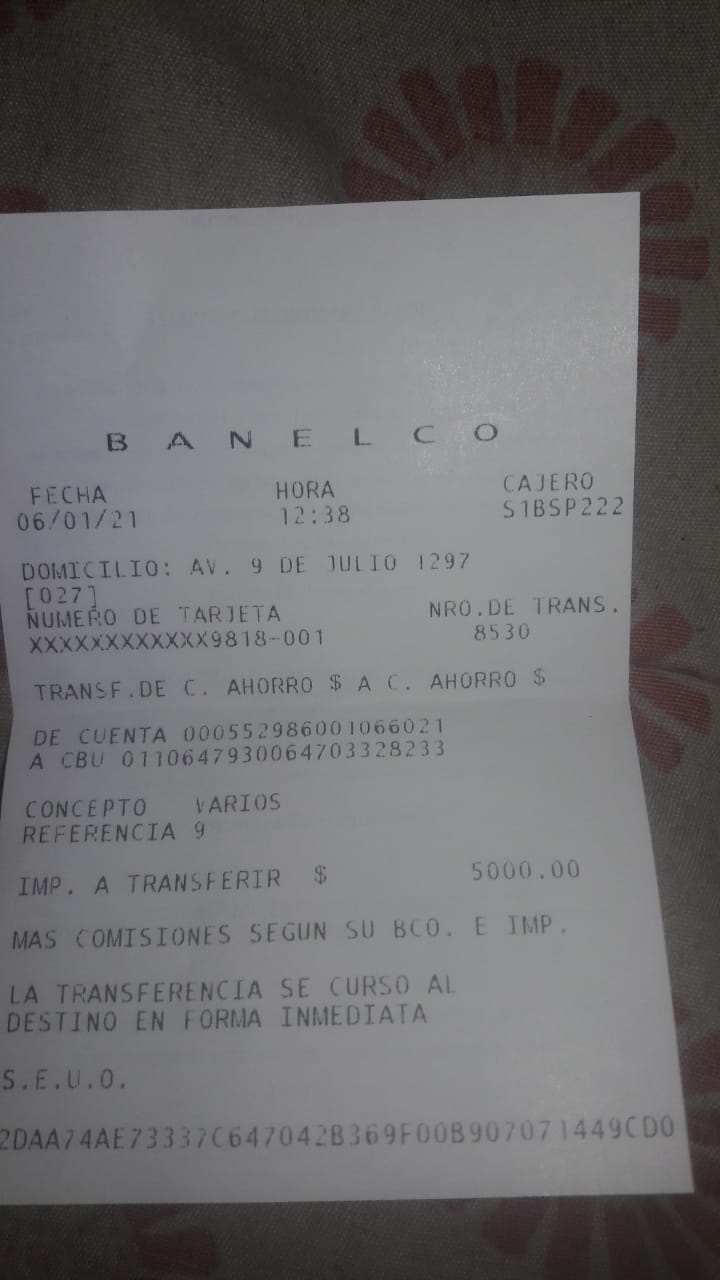 B A N E L C O
FECHA HORA CAJERO
06/01/21 12:38 S1BSP222
DOMICILIO: AV. 9 DE JULIO 1297
[027]
NUMERO DE TARJETA NRO.DE TRANS.
XXXXXXXXXXXX9818-001 8530
TRANSF.DE C. AHORRO $ A C. AHORRO $
DE CUENTA 000552986001066021
A CBU 0110647930064703328233
CONCEPTO VARIOS
REFERENCIA 9
IMP. A TRANSFERIR $ 5000.00
MAS COMISIONES SEGUN SU BCO. E IMP.
LA TRANSFERENCIA SE CURSO AL
DESTINO EN FORMA INMEDIATA
S.E.U.O.
2DAA74AE73337C647042B369F00B907071449CD0